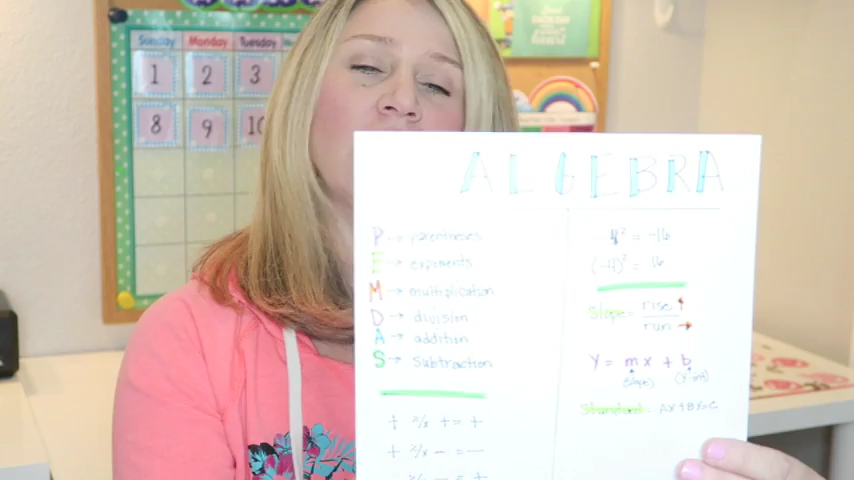 Sunday Monday Tuesday
1 2 3
8 9 10
ALGEBRA
P → parentheses
E → exponents
M → multiplication
D → division
A → addition
S → subtraction
+ ×/÷ + = +
+ ×/÷ - = -
= +
-4² = -16
(-4)² = 16
Slope = rise ↑
run →
Y = mx + b
(slope) (y-int)
Standard = Ax + By = C